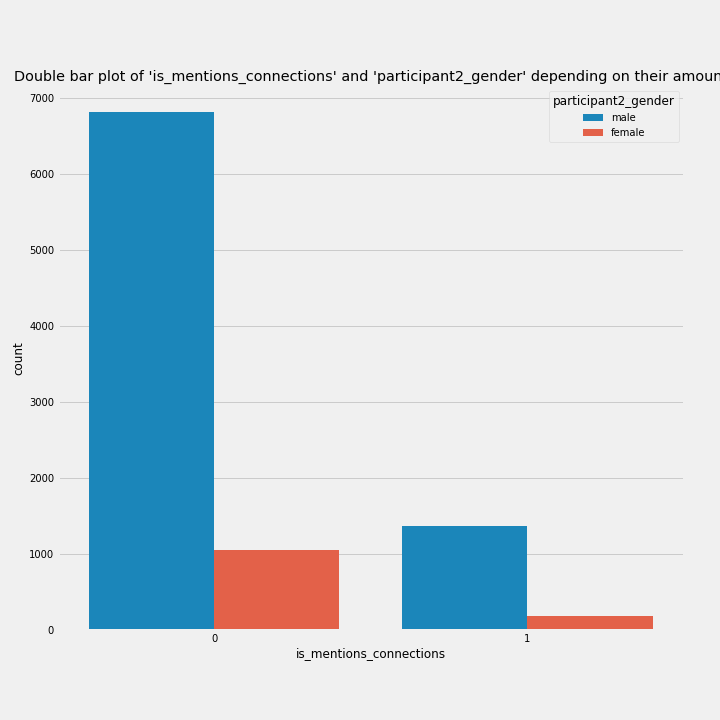 Double bar plot of 'is_mentions_connections' and 'participant2_gender' depending on their amoun
7000
participant2_gender
male
female
6000
5000
4000
count
3000
2000
1000
0
0 1
is_mentions_connections